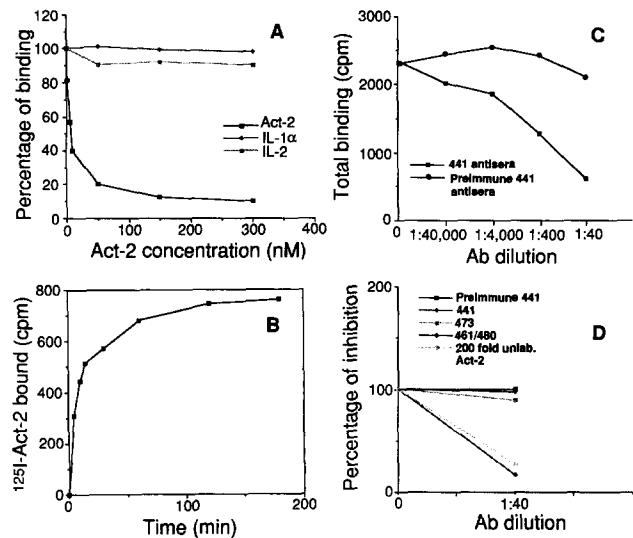 A
Percentage of binding
120
100
80
60
40
20
0
Act-2
IL-1α
IL-2
0 100 200 300 400
Act-2 concentration (nM)
C
Total binding (cpm)
3000
2000
1000
0
441 antisera
Preimmune 441
antisera
0 1:40,000 1:4,000 1:400 1:40
Ab dilution
B
¹²⁵I-Act-2 bound (cpm)
800
600
400
200
0
0 100 200
Time (min)
D
Percentage of inhibition
200
100
0
Preimmune 441
441
473
461/480
200 fold unlab.
Act-2
0 1:40
Ab dilution